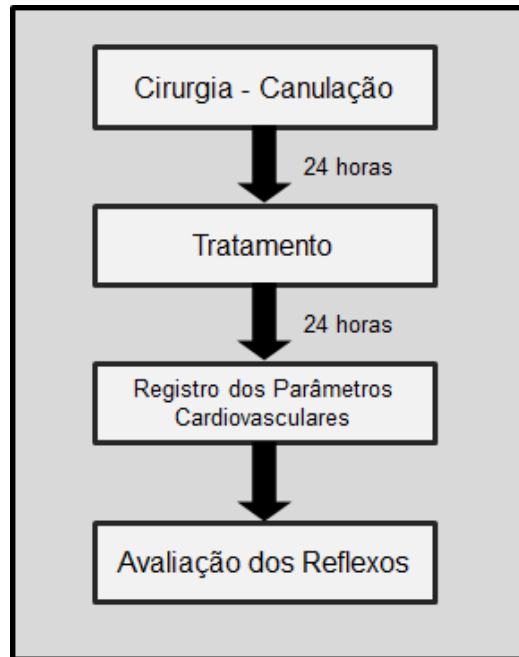 Cirurgia - Canulação
24 horas
Tratamento
24 horas
Registro dos Parâmetros
Cardiovasculares
Avaliação dos Reflexos